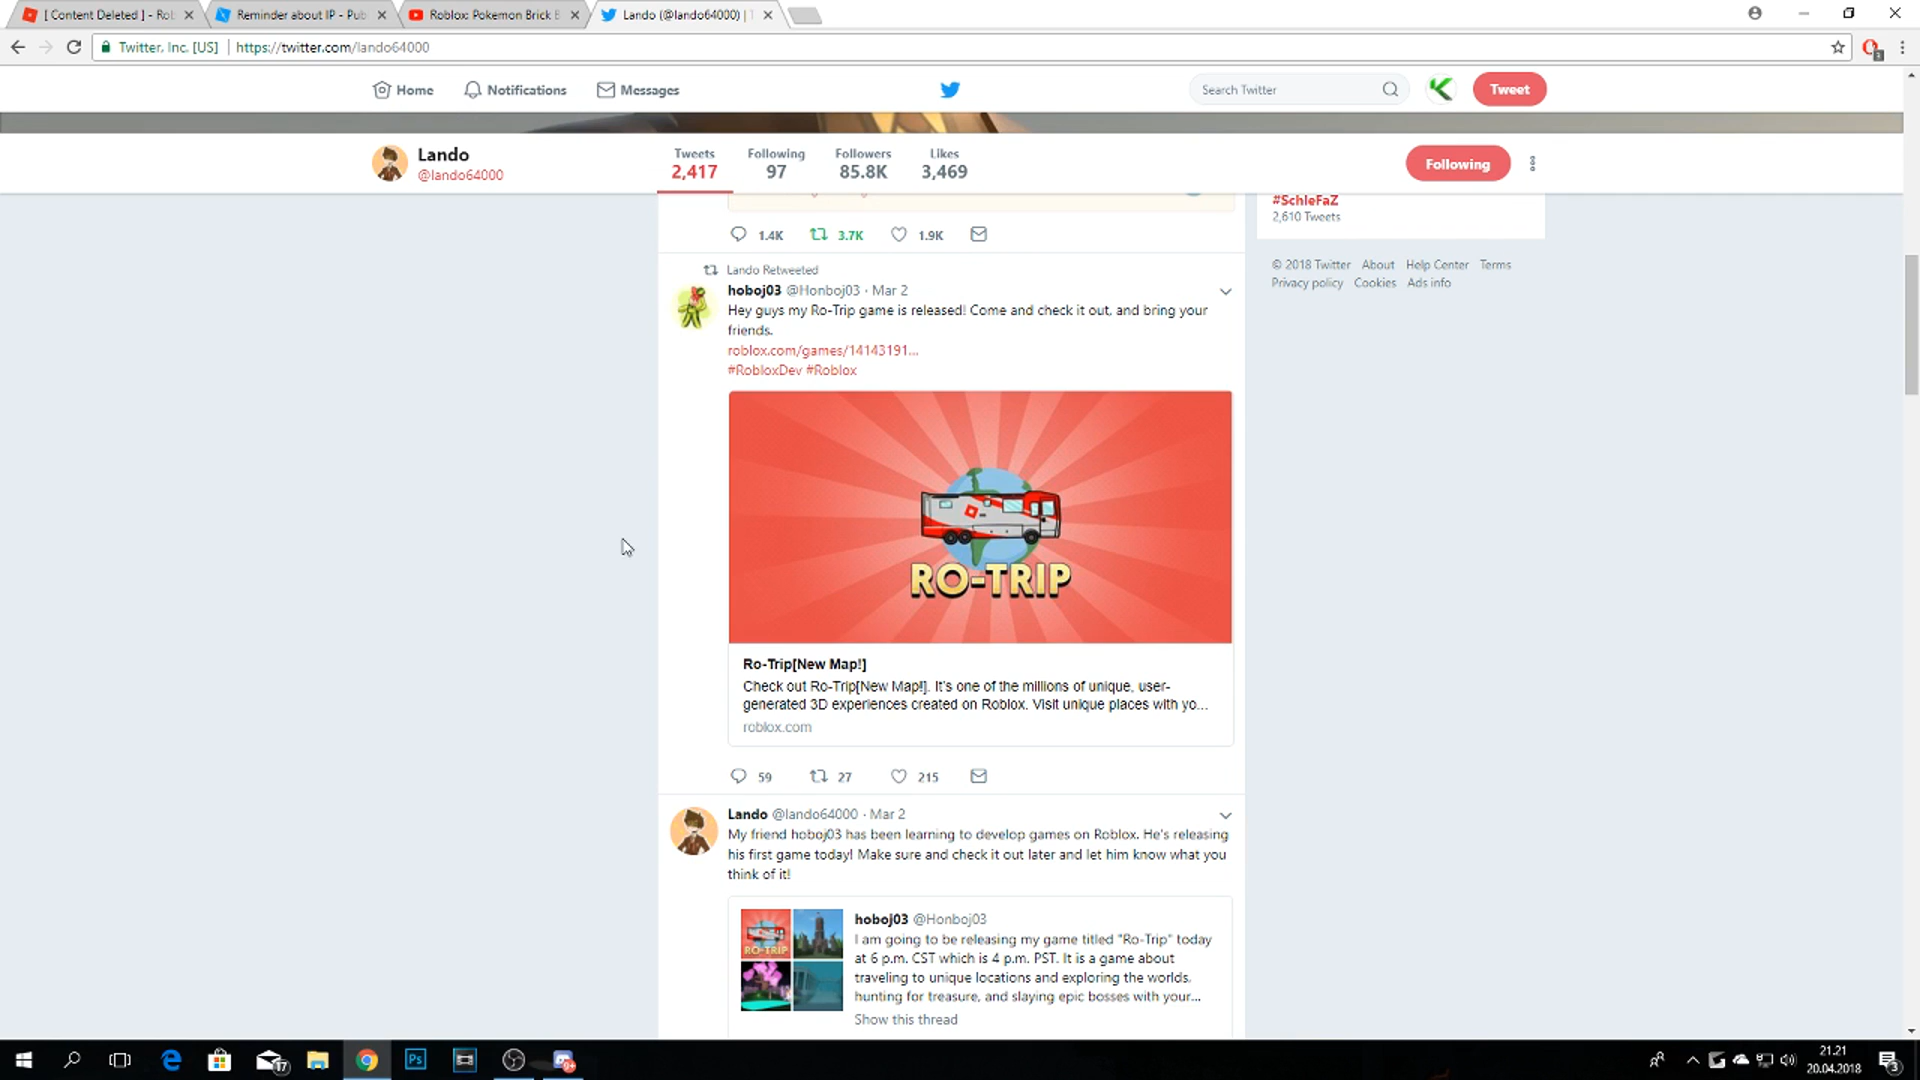 [ Content Deleted ] - Rol
Reminder about IP - Pub
Roblox: Pokemon Brick B
Lando (@lando64000) | T
Twitter, Inc. [US] | https://twitter.com/lando64000
Home
Notifications
Messages
Search Twitter
Tweet
Lando
@lando64000
Tweets
2,417
Following
97
Followers
85.8K
Likes
3,469
Following
#SchleFaZ
2,610 Tweets
1.4K
3.7K
1.9K
© 2018 Twitter About Help Center Terms
Privacy policy Cookies Ads info
Lando Retweeted
hoboj03 @Honboj03 · Mar 2
Hey guys my Ro-Trip game is released! Come and check it out, and bring your
friends.
roblox.com/games/14143191...
#RobloxDev #Roblox
RO-TRIP
Ro-Trip[New Map!]
Check out Ro-Trip[New Map!]. It's one of the millions of unique, user-
generated 3D experiences created on Roblox. Visit unique places with yo...
roblox.com
59
27
215
Lando @lando64000 · Mar 2
My friend hoboj03 has been learning to develop games on Roblox. He's releasing
his first game today! Make sure and check it out later and let him know what you
think of it!
RO-TRIP
hoboj03 @Honboj03
I am going to be releasing my game titled "Ro-Trip" today
at 6 p.m. CST which is 4 p.m. PST. It is a game about
traveling to unique locations and exploring the worlds,
hunting for treasure, and slaying epic bosses with your...
Show this thread
17
Ps
21.21
20.04.2018
3